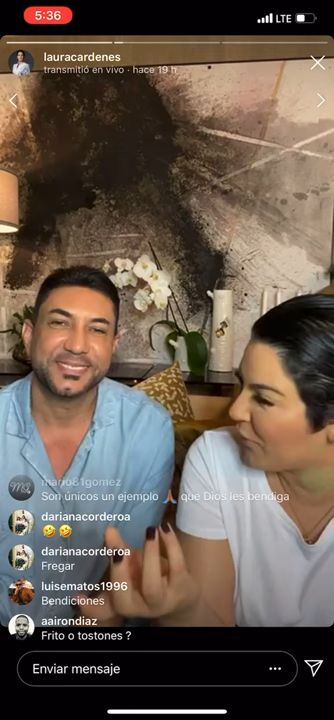 5:36
LTE
lauracardenes
transmitió en vivo · hace 19 h
mario81gomez
Son únicos un ejemplo 🙏🏽 que Dios les bendiga
darianacorderoa
🤣🤣
darianacorderoa
Fregar
luisematos1996
Bendiciones
aairondiaz
Frito o tostones ?
Enviar mensaje